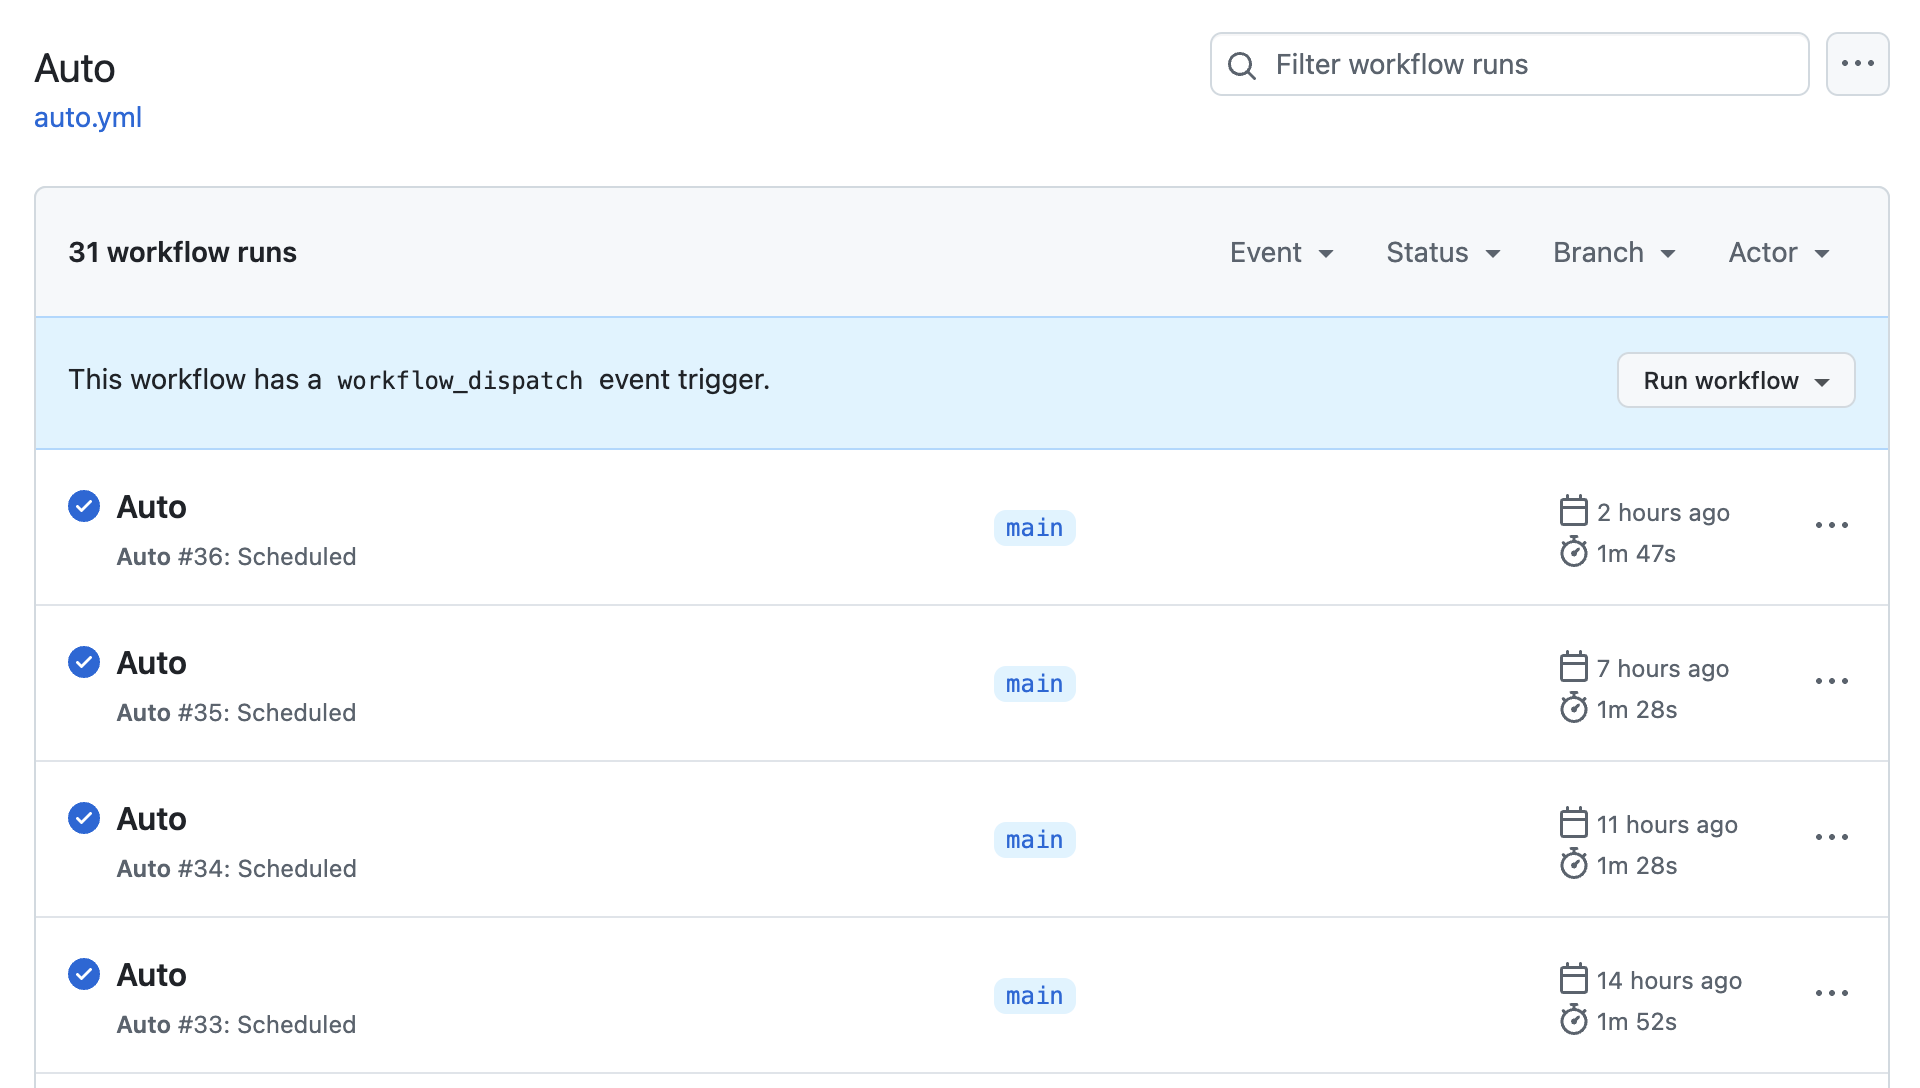 Auto
Filter workflow runs
auto.yml
31 workflow runs
Event
Status
Branch
Actor
This workflow has a workflow_dispatch event trigger.
Run workflow
Auto
Auto #36: Scheduled
main
2 hours ago
1m 47s
Auto
Auto #35: Scheduled
main
7 hours ago
1m 28s
Auto
Auto #34: Scheduled
main
11 hours ago
1m 28s
Auto
Auto #33: Scheduled
main
14 hours ago
1m 52s